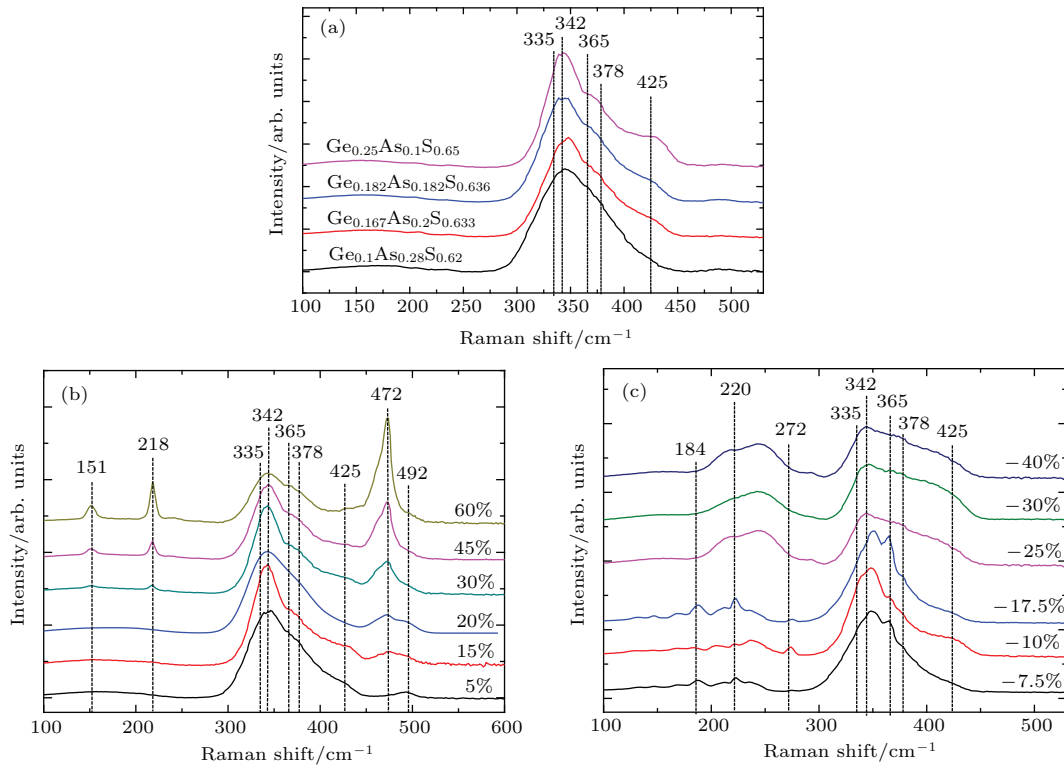 (a)
342
335
365
378
425
Intensity/arb. units
Ge0.25As0.1S0.65
Ge0.182As0.182S0.636
Ge0.167As0.2S0.633
Ge0.1As0.28S0.62
100 150 200 250 300 350 400 450 500
Raman shift/cm−1
(b)
472
342
335
365
378
425
492
151
218
Intensity/arb. units
60%
45%
30%
20%
15%
5%
100 200 300 400 500 600
Raman shift/cm−1
(c)
342
220
335
365
378
272
184
425
Intensity/arb. units
−40%
−30%
−25%
−17.5%
−10%
−7.5%
100 200 300 400
Raman shift/cm−1